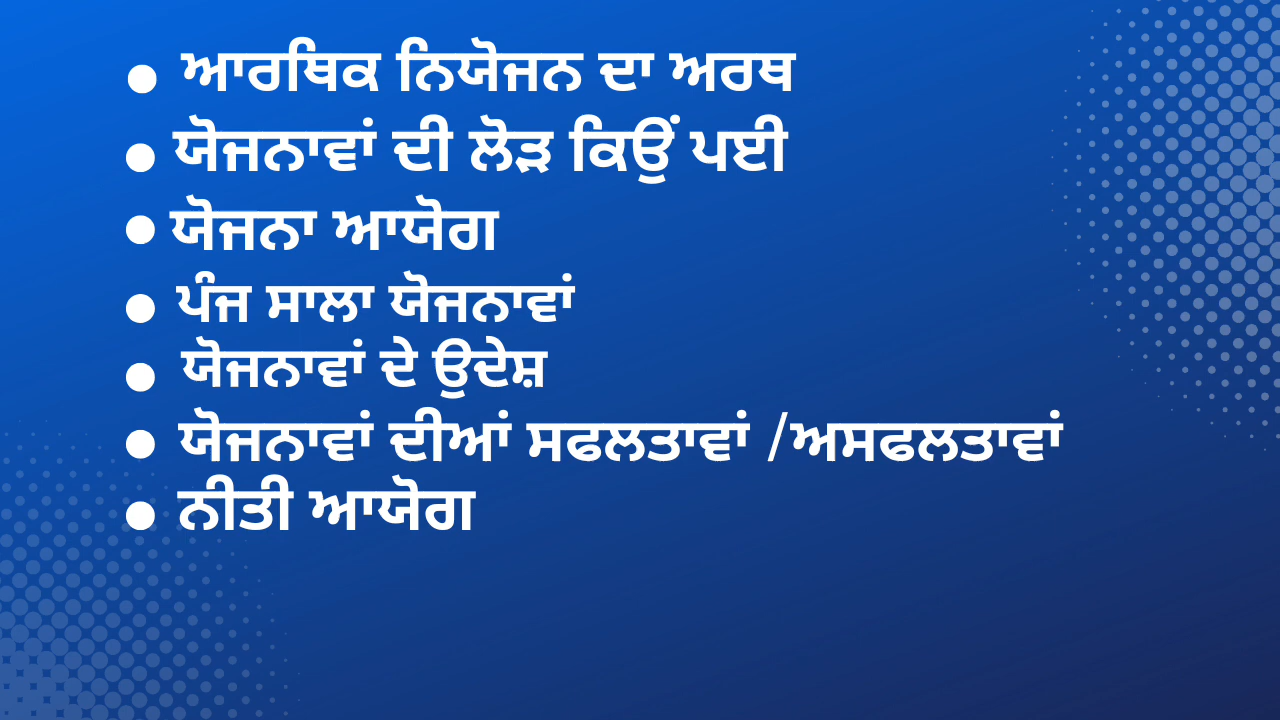 • ਆਰਥਿਕ ਨਿਯੋਜਨ ਦਾ ਅਰਥ
• ਯੋਜਨਾਵਾਂ ਦੀ ਲੋੜ ਕਿਉਂ ਪਈ
• ਯੋਜਨਾ ਆਯੋਗ
• ਪੰਜ ਸਾਲਾ ਯੋਜਨਾਵਾਂ
• ਯੋਜਨਾਵਾਂ ਦੇ ਉਦੇਸ਼
• ਯੋਜਨਾਵਾਂ ਦੀਆਂ ਸਫਲਤਾਵਾਂ /ਅਸਫਲਤਾਵਾਂ
• ਨੀਤੀ ਆਯੋਗ